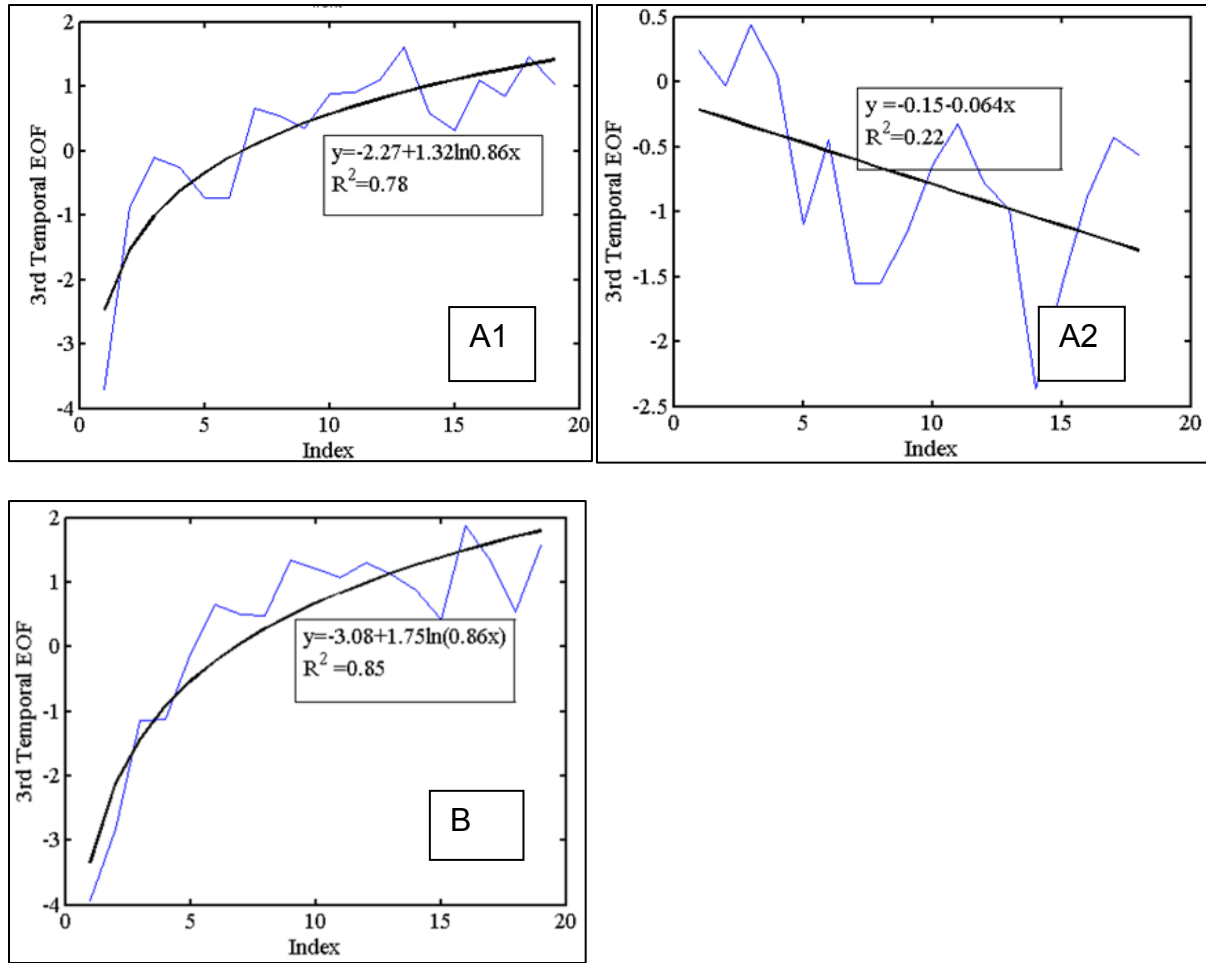 2
1
0
-1
-2
-3
-4
3rd Temporal EOF
y=-2.27+1.32ln0.86x
R²=0.78
A1
0 5 10 15 20
Index
0.5
0
-0.5
-1
-1.5
-2
-2.5
3rd Temporal EOF
y =-0.15-0.064x
R²=0.22
A2
0 5 10 15 20
Index
2
1
0
-1
-2
-3
-4
3rd Temporal EOF
y=-3.08+1.75ln(0.86x)
R² =0.85
B
0 5 10 15 20
Index